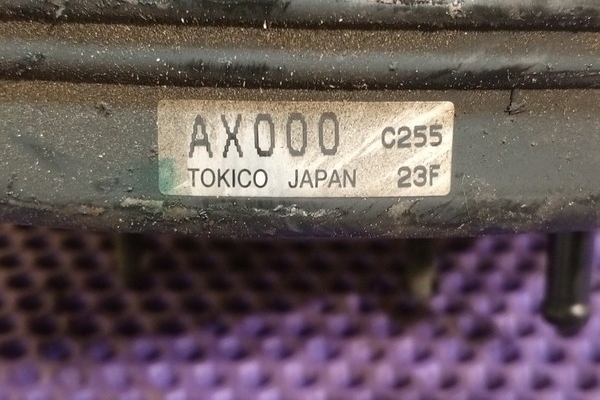 AX000 C255
TOKICO JAPAN 23F